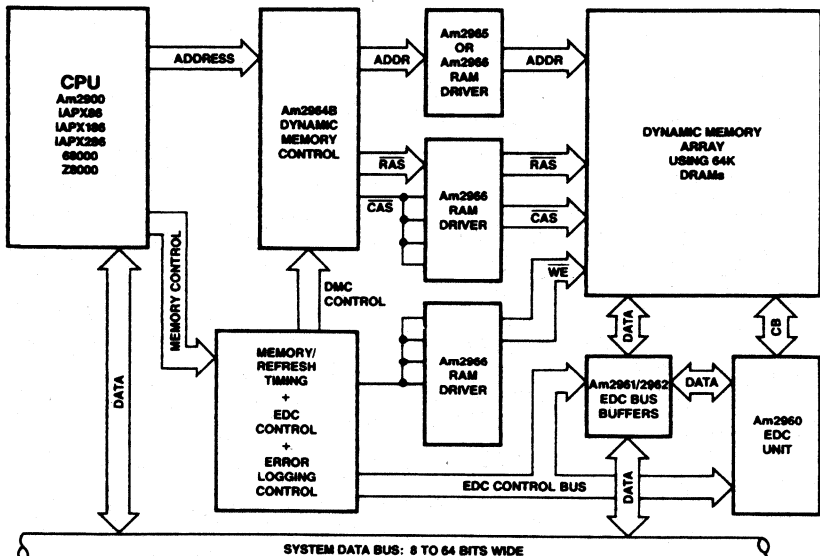 CPU
Am2900
iAPX86
iAPX186
iAPX286
68000
Z8000
ADDRESS
Am2964B
DYNAMIC
MEMORY
CONTROL
ADDR
Am2965
OR
Am2966
RAM
DRIVER
ADDR
DYNAMIC MEMORY
ARRAY
USING 64K
DRAMs
RAS
CAS
Am2966
RAM
DRIVER
RAS
CAS
WE
MEMORY CONTROL
DMC
CONTROL
DATA
MEMORY/
REFRESH
TIMING
+
EDC
CONTROL
+
ERROR
LOGGING
CONTROL
Am2966
RAM
DRIVER
DATA
CB
Am2961/2962
EDC BUS
BUFFERS
DATA
Am2960
EDC
UNIT
EDC CONTROL BUS
DATA
SYSTEM DATA BUS: 8 TO 64 BITS WIDE